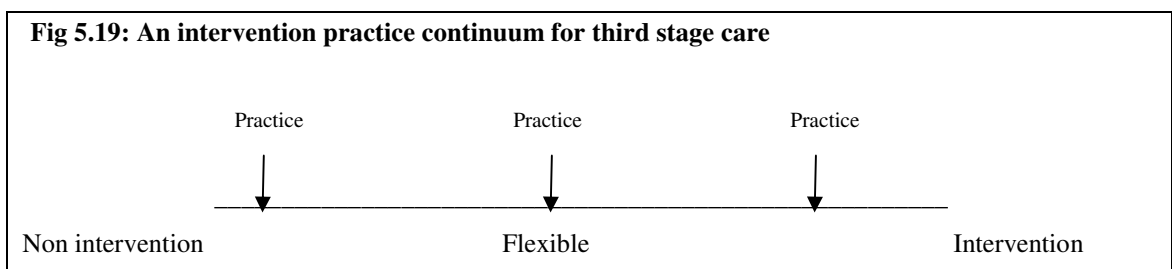 Fig 5.19: An intervention practice continuum for third stage care
Practice Practice Practice
Non intervention Flexible Intervention